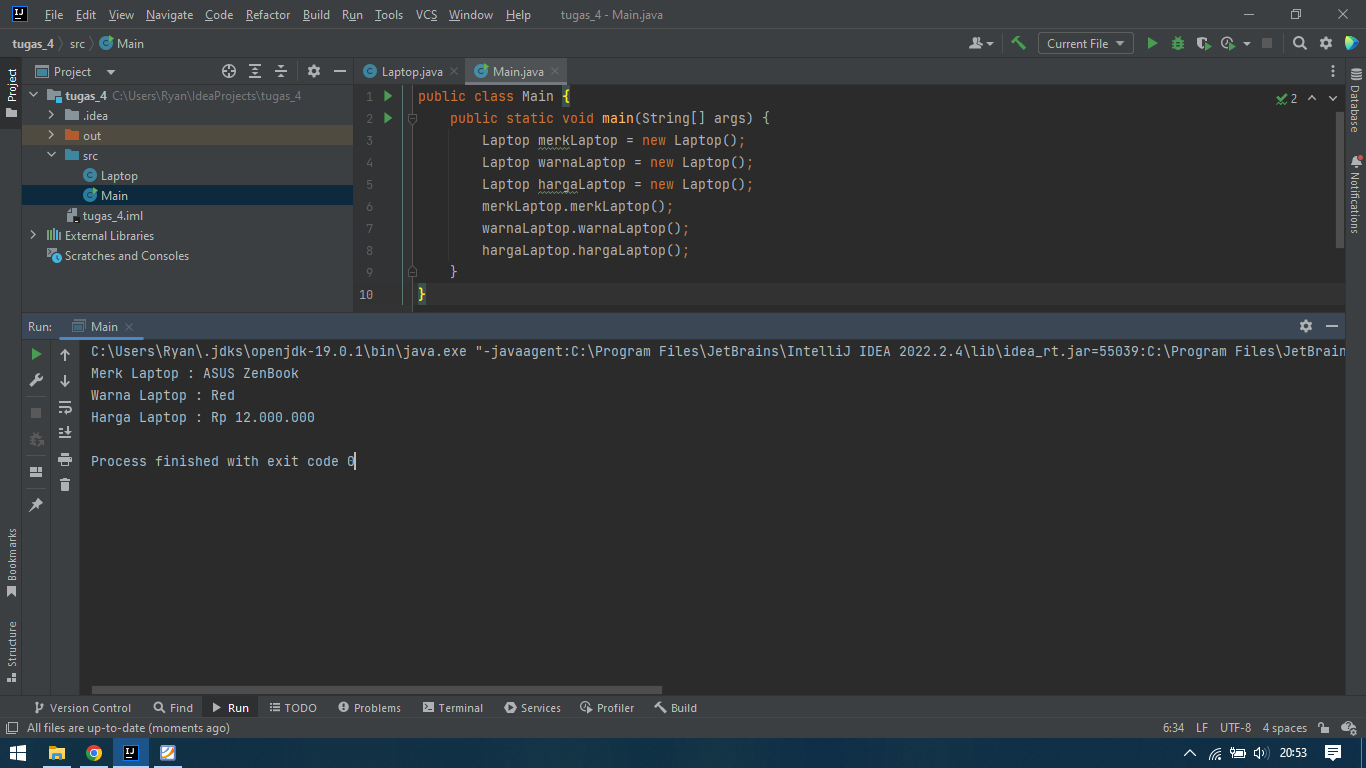 File Edit View Navigate Code Refactor Build Run Tools VCS Window Help tugas_4 - Main.java
tugas_4 src Main Current File
Project Laptop.java Main.java
Project
tugas_4 C:\Users\Ryan\IdeaProjects\tugas_4
.idea
out
src
Laptop
Main
tugas_4.iml
External Libraries
Scratches and Consoles
1 public class Main {
2 public static void main(String[] args) {
3 Laptop merkLaptop = new Laptop();
4 Laptop warnaLaptop = new Laptop();
5 Laptop hargaLaptop = new Laptop();
6 merkLaptop.merkLaptop();
7 warnaLaptop.warnaLaptop();
8 hargaLaptop.hargaLaptop();
9 }
10 }
2
Database
Notifications
Run: Main
C:\Users\Ryan\.jdks\openjdk-19.0.1\bin\java.exe "-javaagent:C:\Program Files\JetBrains\IntelliJ IDEA 2022.2.4\lib\idea_rt.jar=55039:C:\Program Files\JetBrain
Merk Laptop : ASUS ZenBook
Warna Laptop : Red
Harga Laptop : Rp 12.000.000
Process finished with exit code 0
Bookmarks
Structure
Version Control Find Run TODO Problems Terminal Services Profiler Build
All files are up-to-date (moments ago) 6:34 LF UTF-8 4 spaces
20:53